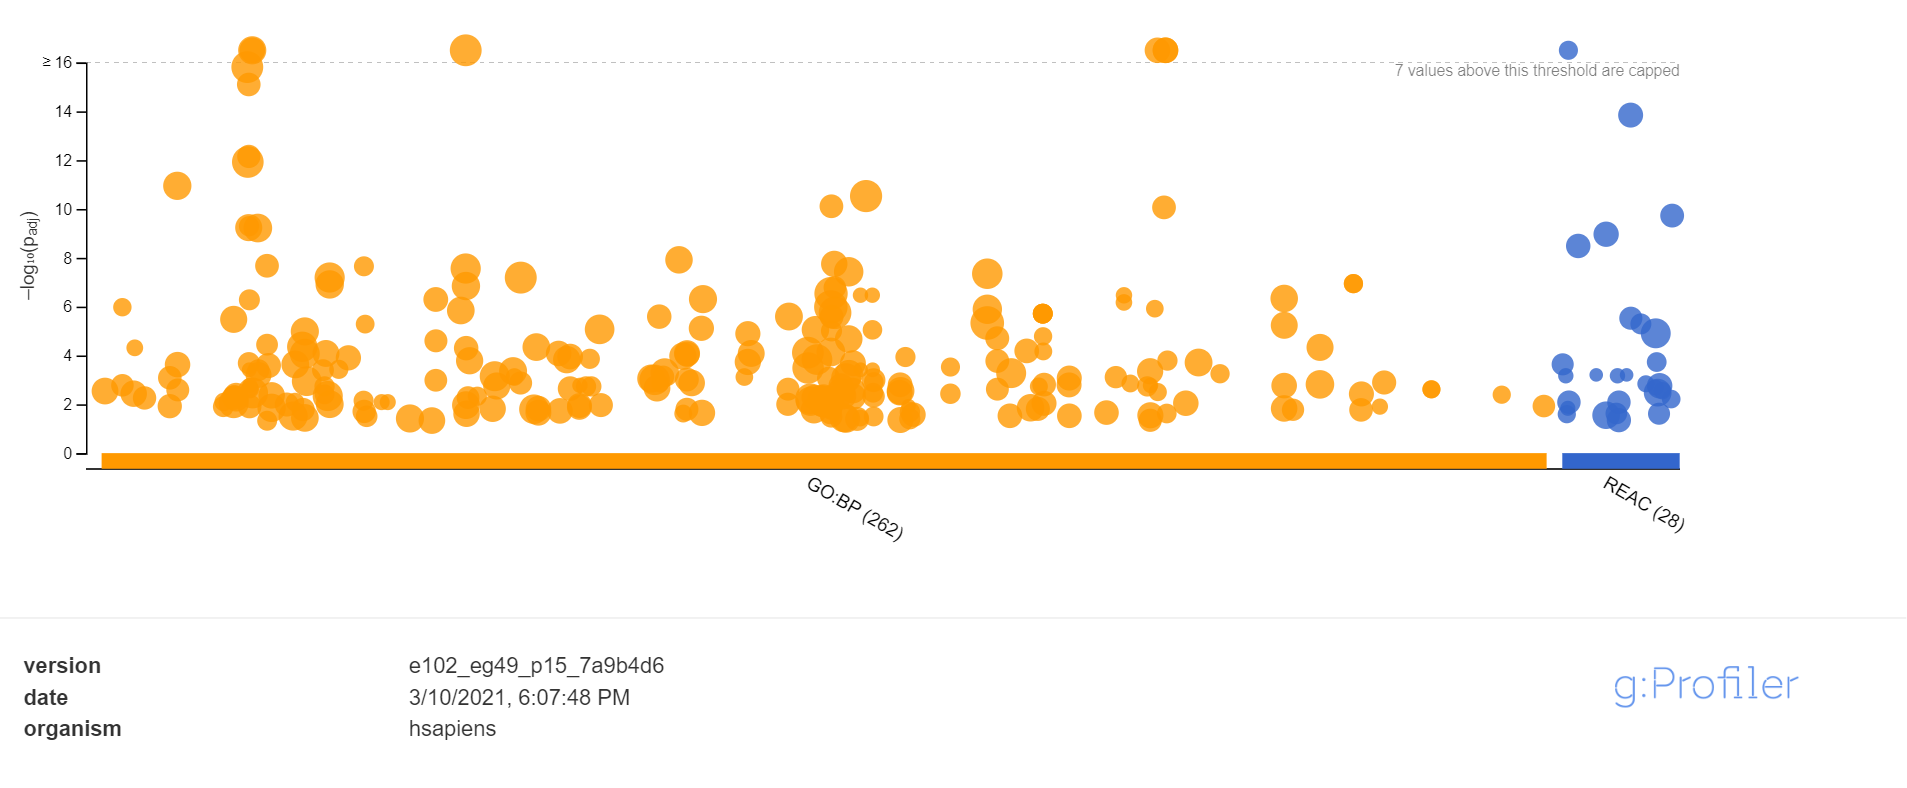 ≥ 16
7 values above this threshold are capped
14
12
10
8
6
4
2
0
−log₁₀(padj)
GO:BP (262)
REAC (28)
version e102_eg49_p15_7a9b4d6
date 3/10/2021, 6:07:48 PM
organism hsapiens
g:Profiler